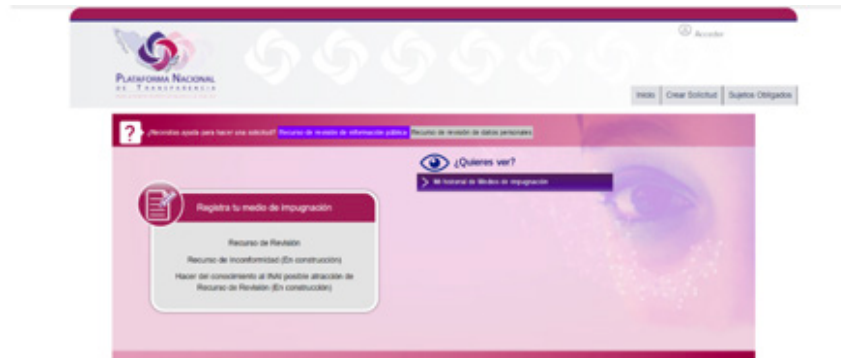 Acceder
PLATAFORMA NACIONAL
DE TRANSPARENCIA
Inicio Crear Solicitud Sujetos Obligados
? ¿Necesitas ayuda para hacer una solicitud? Recurso de revisión de información pública Recurso de revisión de datos personales
¿Quieres ver?
Mi historial de Medios de impugnación
Registra tu medio de impugnación
Recurso de Revisión
Recurso de Inconformidad (En construcción)
Hacer del conocimiento al INAI posible atracción de
Recurso de Revisión (En construcción)